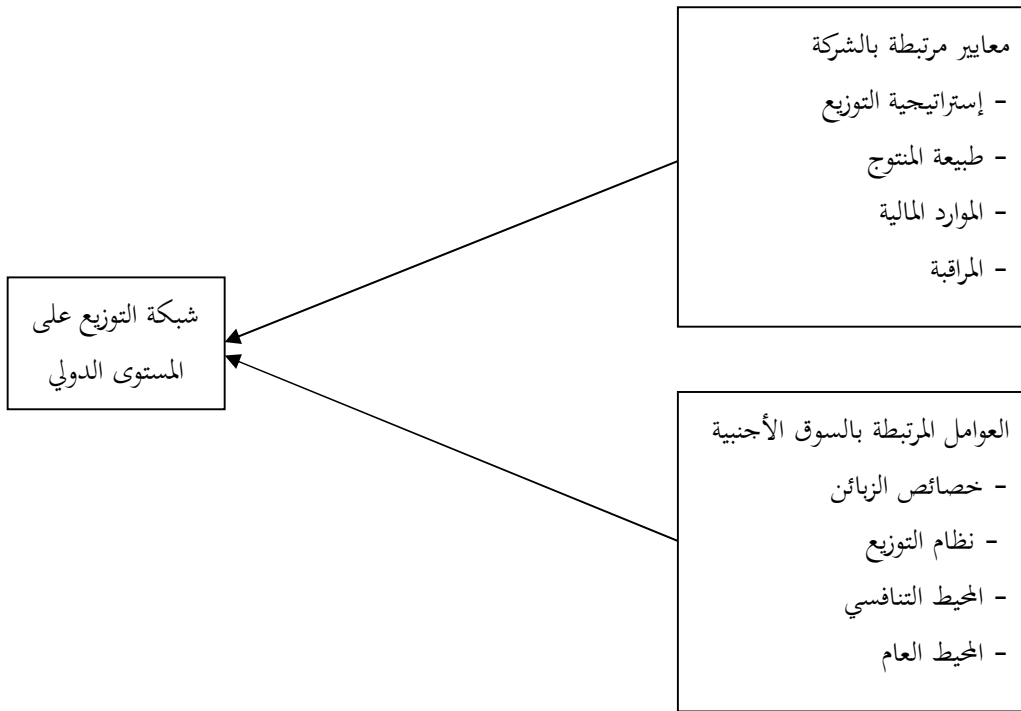 معايير مرتبطة بالشركة
- إستراتيجية التوزيع
- طبيعة المنتوج
- الموارد المالية
- المراقبة
شبكة التوزيع على
المستوى الدولي
العوامل المرتبطة بالسوق الأجنبية
- خصائص الزبائن
- نظام التوزيع
- المحيط التنافسي
- المحيط العام